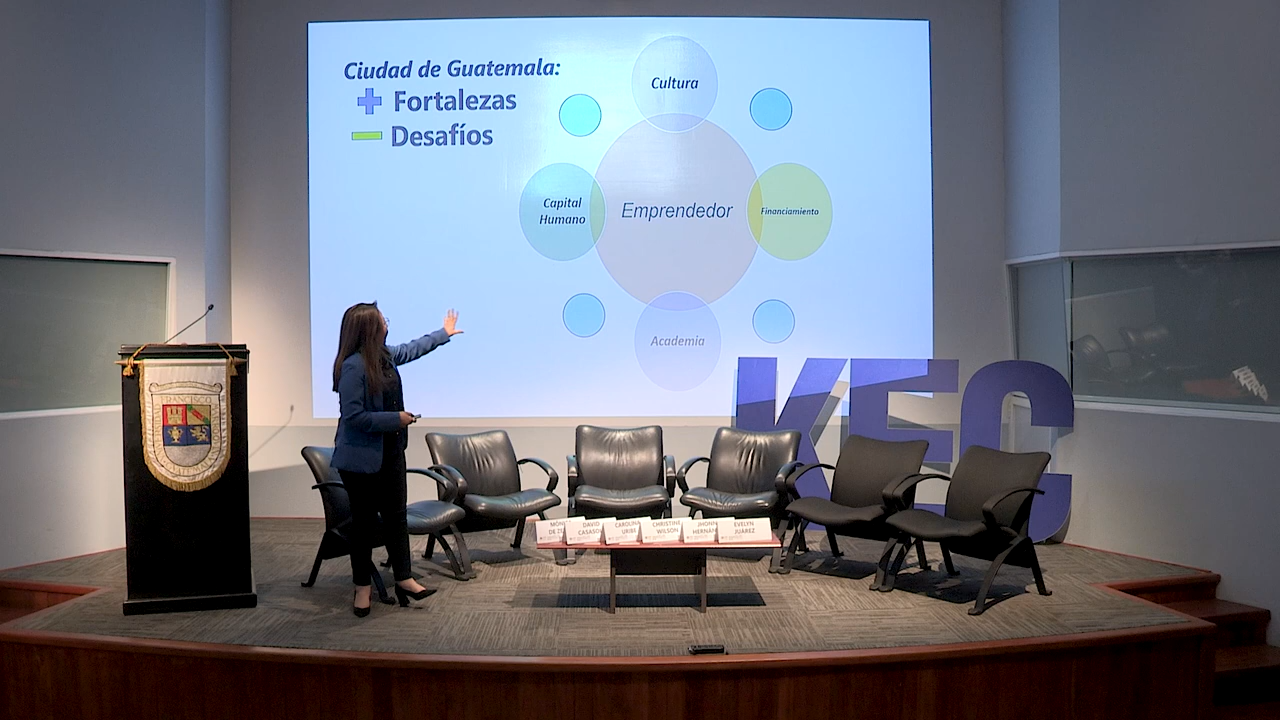 Ciudad de Guatemala:
Fortalezas
Desafíos
Cultura
Capital
Humano
Emprendedor
Financiamiento
Academia
KEC
FRANCISCO
DAVID
CAROLINA
URIBE
CHRISTINE
WILSON
EVELYN
JUÁREZ